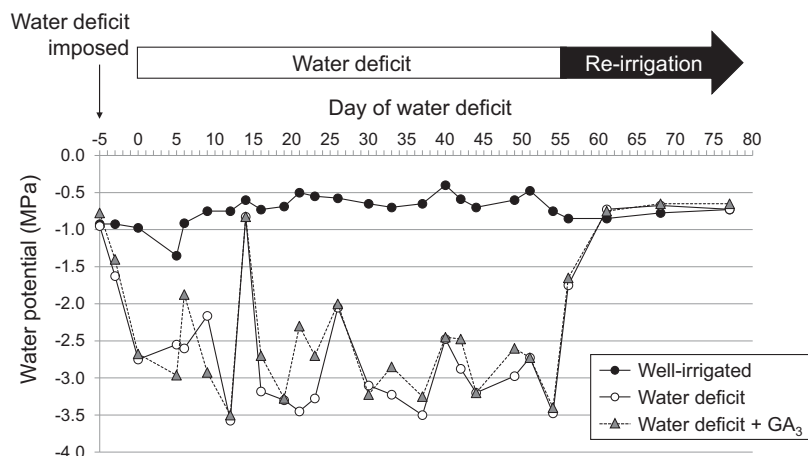 Water deficit
imposed
Water deficit
Re-irrigation
Day of water deficit
-5 0 5 10 15 20 25 30 35 40 45 50 55 60 65 70 75 80
0.0
-0.5
-1.0
-1.5
-2.0
-2.5
-3.0
-3.5
-4.0
Water potential (MPa)
Well-irrigated
Water deficit
Water deficit + GA₃